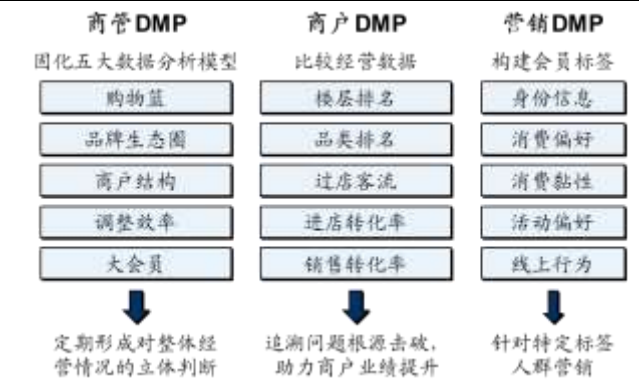 商管DMP
固化五大数据分析模型
购物篮
品牌生态圈
商户结构
调整效率
大会员
定期形成对整体经
营情况的立体判断
商户DMP
比较经营数据
楼层排名
品类排名
过店客流
进店转化率
销售转化率
追溯问题根源击破，
助力商户业绩提升
营销DMP
构建会员标签
身份信息
消费偏好
消费黏性
活动偏好
线上行为
针对特定标签
人群营销